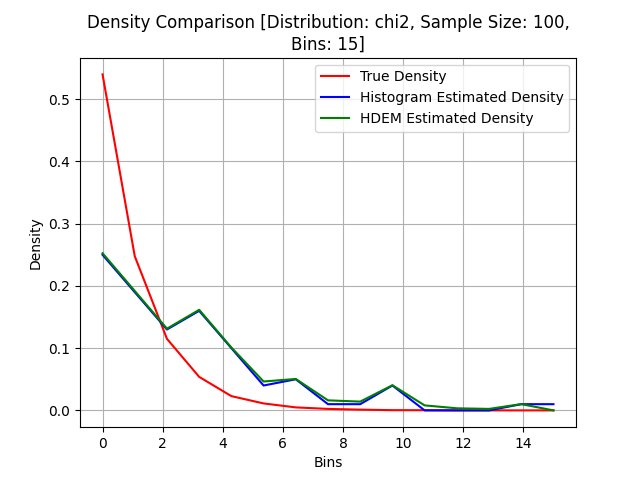 Density Comparison [Distribution: chi2, Sample Size: 100,
Bins: 15]
True Density
Histogram Estimated Density
HDEM Estimated Density
Density
0.5
0.4
0.3
0.2
0.1
0.0
0 2 4 6 8 10 12 14
Bins